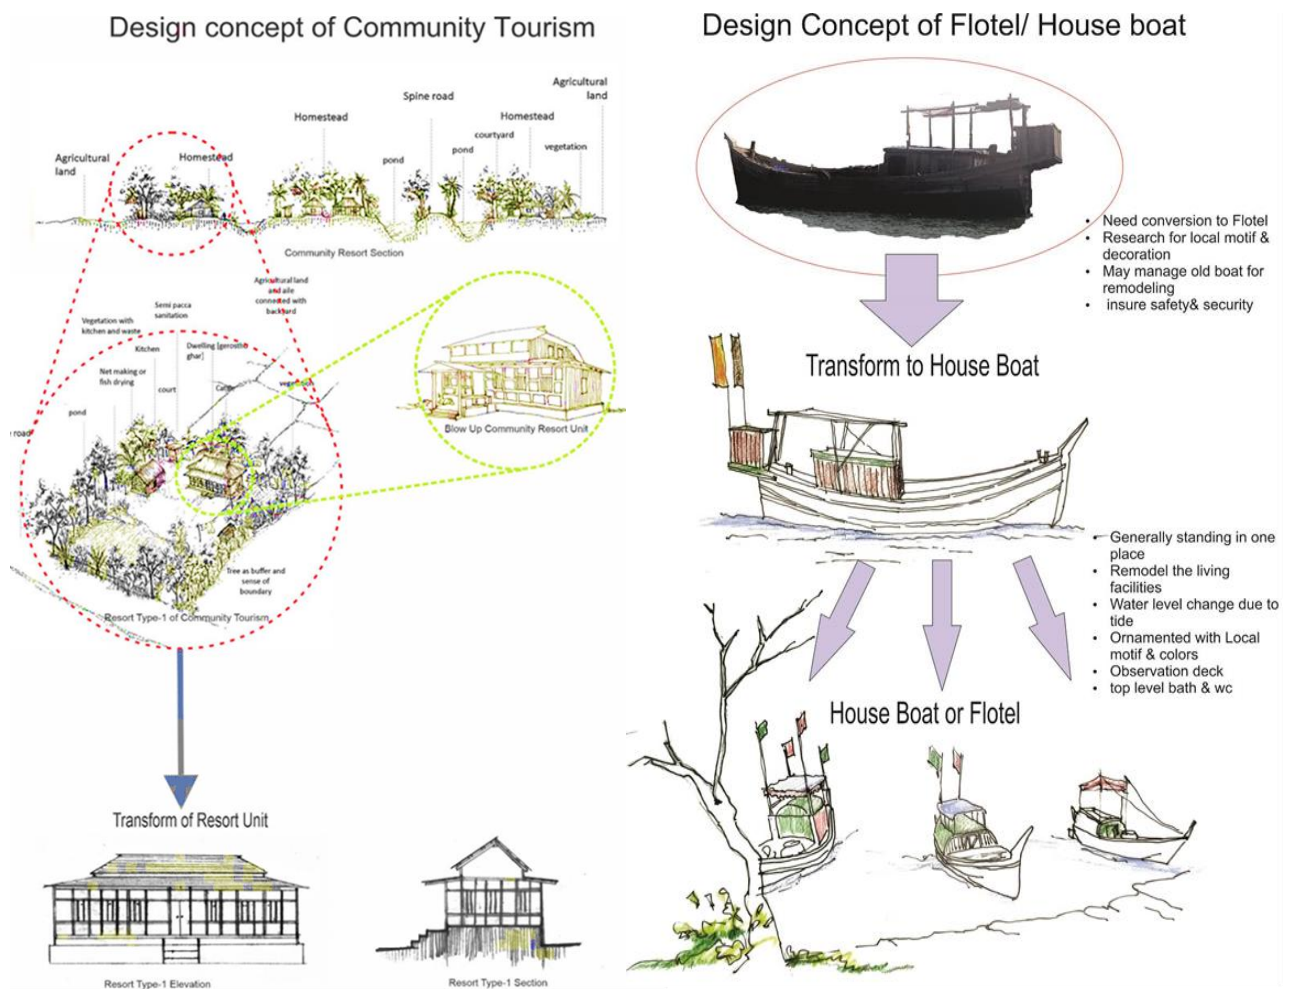 Design concept of Community Tourism
Agricultural
land
Spine road
Homestead
Homestead
courtyard
pond
pond
vegetation
Agricultural
land
Homestead
Community Resort Section
Agricultural land
and aile
connected with
backyard
Semi pacca
sanitation
Vegetation with
kitchen and waste
Kitchen
Dwelling [gerostho
ghar]
Net making or
fish drying
court
Cattle
vegetation
pond
road
Blow Up Community Resort Unit
Tree as buffer and
sense of
boundary
Resort Type-1 of Community Tourism
Transform of Resort Unit
Resort Type-1 Elevation
Resort Type-1 Section
Design Concept of Flotel/ House boat
• Need conversion to Flotel
• Research for local motif &
decoration
• May manage old boat for
remodeling
• insure safety& security
Transform to House Boat
• Generally standing in one
place
• Remodel the living
facilities
• Water level change due to
tide
• Ornamented with Local
motif & colors
• Observation deck
• top level bath & wc
House Boat or Flotel